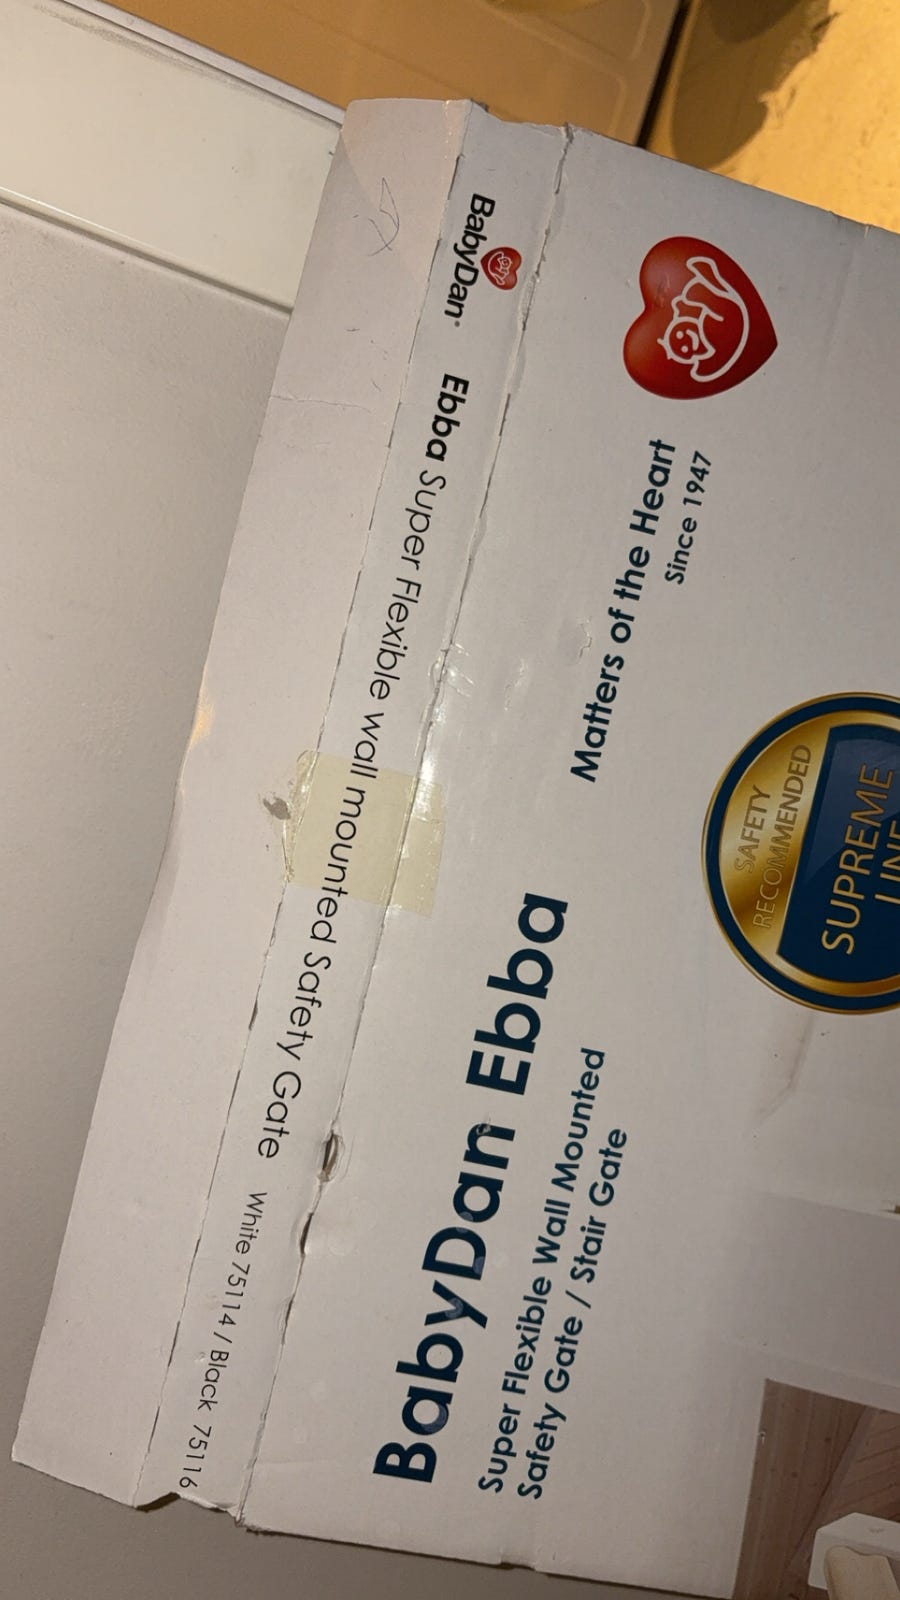 BabyDan
Ebba Super Flexible wall mounted Safety Gate White 75114 / Black 75116
Matters of the Heart
Since 1947
SAFETY
RECOMMENDED
SUPREME
BabyDan Ebba
Super Flexible Wall Mounted
Safety Gate / Stair Gate